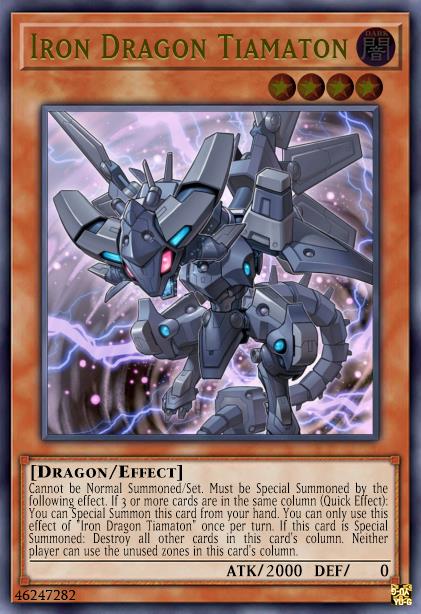 IRON DRAGON TIAMATON
DARK
闇
[DRAGON/EFFECT]
Cannot be Normal Summoned/Set. Must be Special Summoned by the
following effect. If 3 or more cards are in the same column (Quick Effect):
You can Special Summon this card from your hand. You can only use this
effect of "Iron Dragon Tiamaton" once per turn. If this card is Special
Summoned: Destroy all other cards in this card's column. Neither
player can use the unused zones in this card's column.
ATK/2000 DEF/ 0
46247282